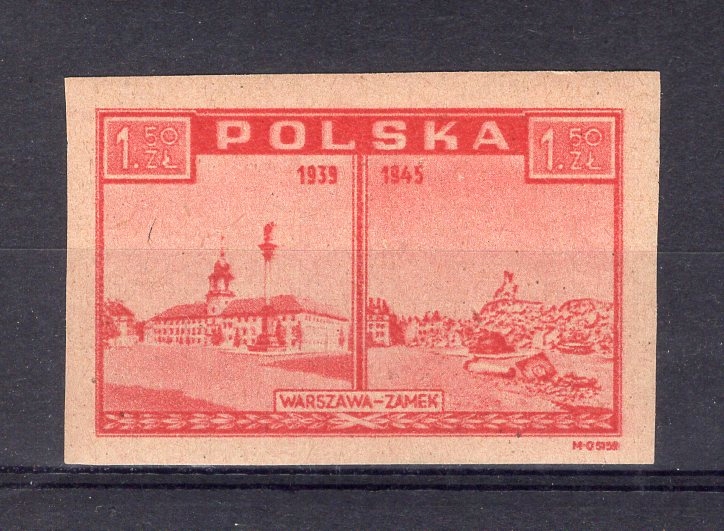 POLSKA
1.50 ZŁ
1.50 ZŁ
1939 1945
WARSZAWA-ZAMEK